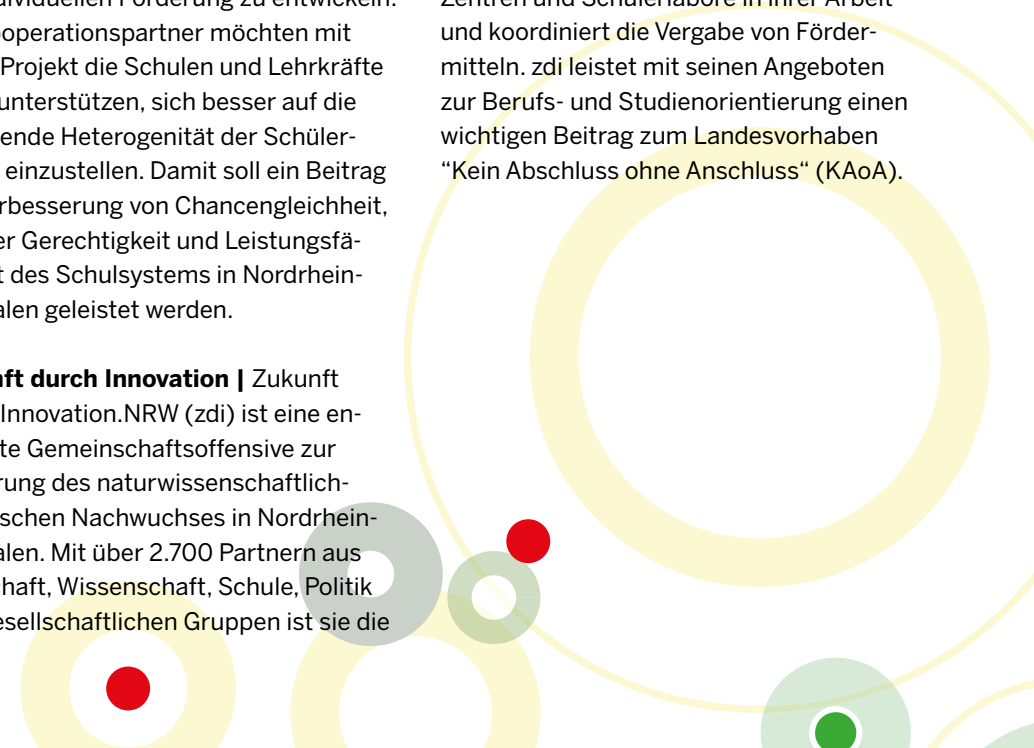 dividuellen Förderung zu entwickeln.
operationspartner möchten mit
Projekt die Schulen und Lehrkräfte
unterstützen, sich besser auf die
ende Heterogenität der Schüler-
einzustellen. Damit soll ein Beitrag
rbesserung von Chancengleichheit,
er Gerechtigkeit und Leistungsfä-
t des Schulsystems in Nordrhein-
alen geleistet werden.
nft durch Innovation | Zukunft
Innovation.NRW (zdi) ist eine en-
te Gemeinschaftsoffensive zur
rung des naturwissenschaftlich-
ischen Nachwuchses in Nordrhein-
alen. Mit über 2.700 Partnern aus
chaft, Wissenschaft, Schule, Politik
esellschaftlichen Gruppen ist sie die
Zentren und Schülerlabore in ihrer Arbeit
und koordiniert die Vergabe von Förder-
mitteln. zdi leistet mit seinen Angeboten
zur Berufs- und Studienorientierung einen
wichtigen Beitrag zum Landesvorhaben
“Kein Abschluss ohne Anschluss“ (KAoA).